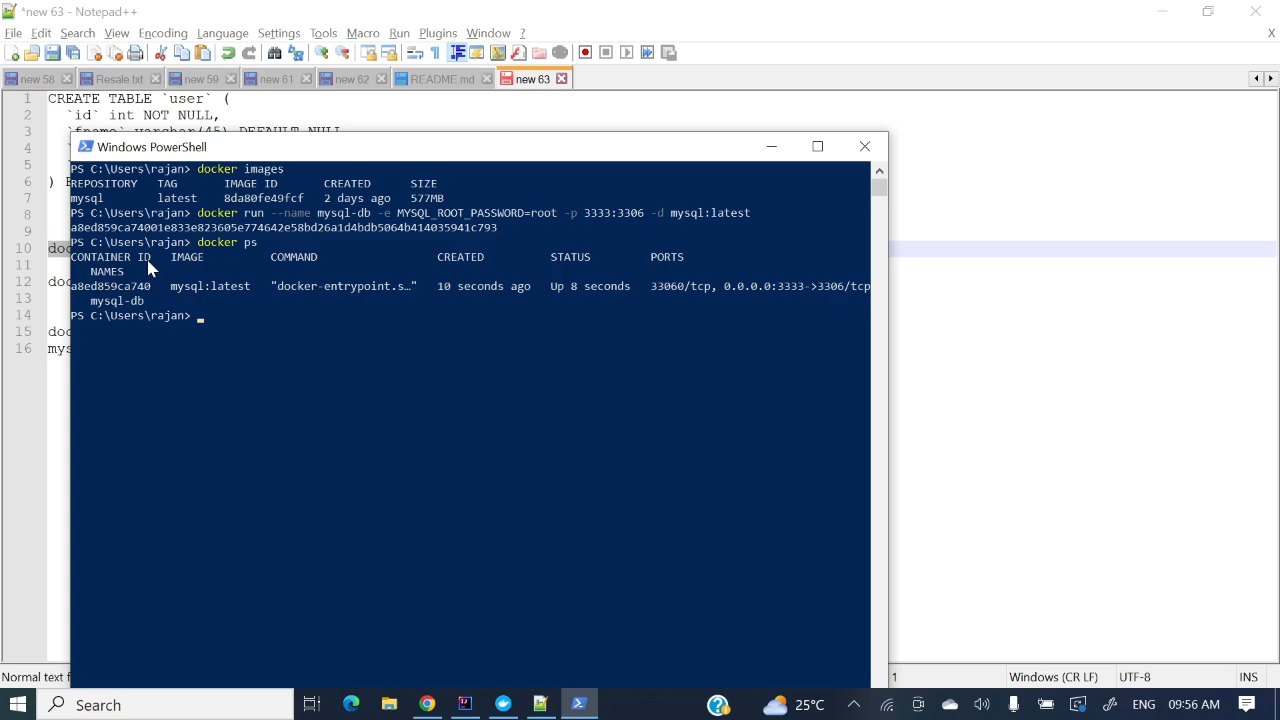 *new 63 - Notepad++
File Edit Search View Encoding Language Settings Tools Macro Run Plugins Window ? X
new 58 Resale txt new 59 new 61 new 62 README.md new 63
1 CREATE TABLE `user` (
2 `id` int NOT NULL,
3 `fname` varchar(45) DEFAULT NULL
4
5
6 )
7
8
9
10
11
12
13
14
15
16
Windows PowerShell
PS C:\Users\rajan> docker images
REPOSITORY TAG IMAGE ID CREATED SIZE
mysql latest 8da80fe49fcf 2 days ago 577MB
PS C:\Users\rajan> docker run --name mysql-db -e MYSQL_ROOT_PASSWORD=root -p 3333:3306 -d mysql:latest
a8ed859ca74001e833e823605e774642e58bd26a1d4bdb5064b414035941c793
PS C:\Users\rajan> docker ps
CONTAINER ID IMAGE COMMAND CREATED STATUS PORTS
NAMES
a8ed859ca740 mysql:latest "docker-entrypoint.s…" 10 seconds ago Up 8 seconds 33060/tcp, 0.0.0.0:3333->3306/tcp
mysql-db
PS C:\Users\rajan>
Normal text f 1 Windows (CR LF) UTF-8 INS
Search 25°C ENG 09:56 AM